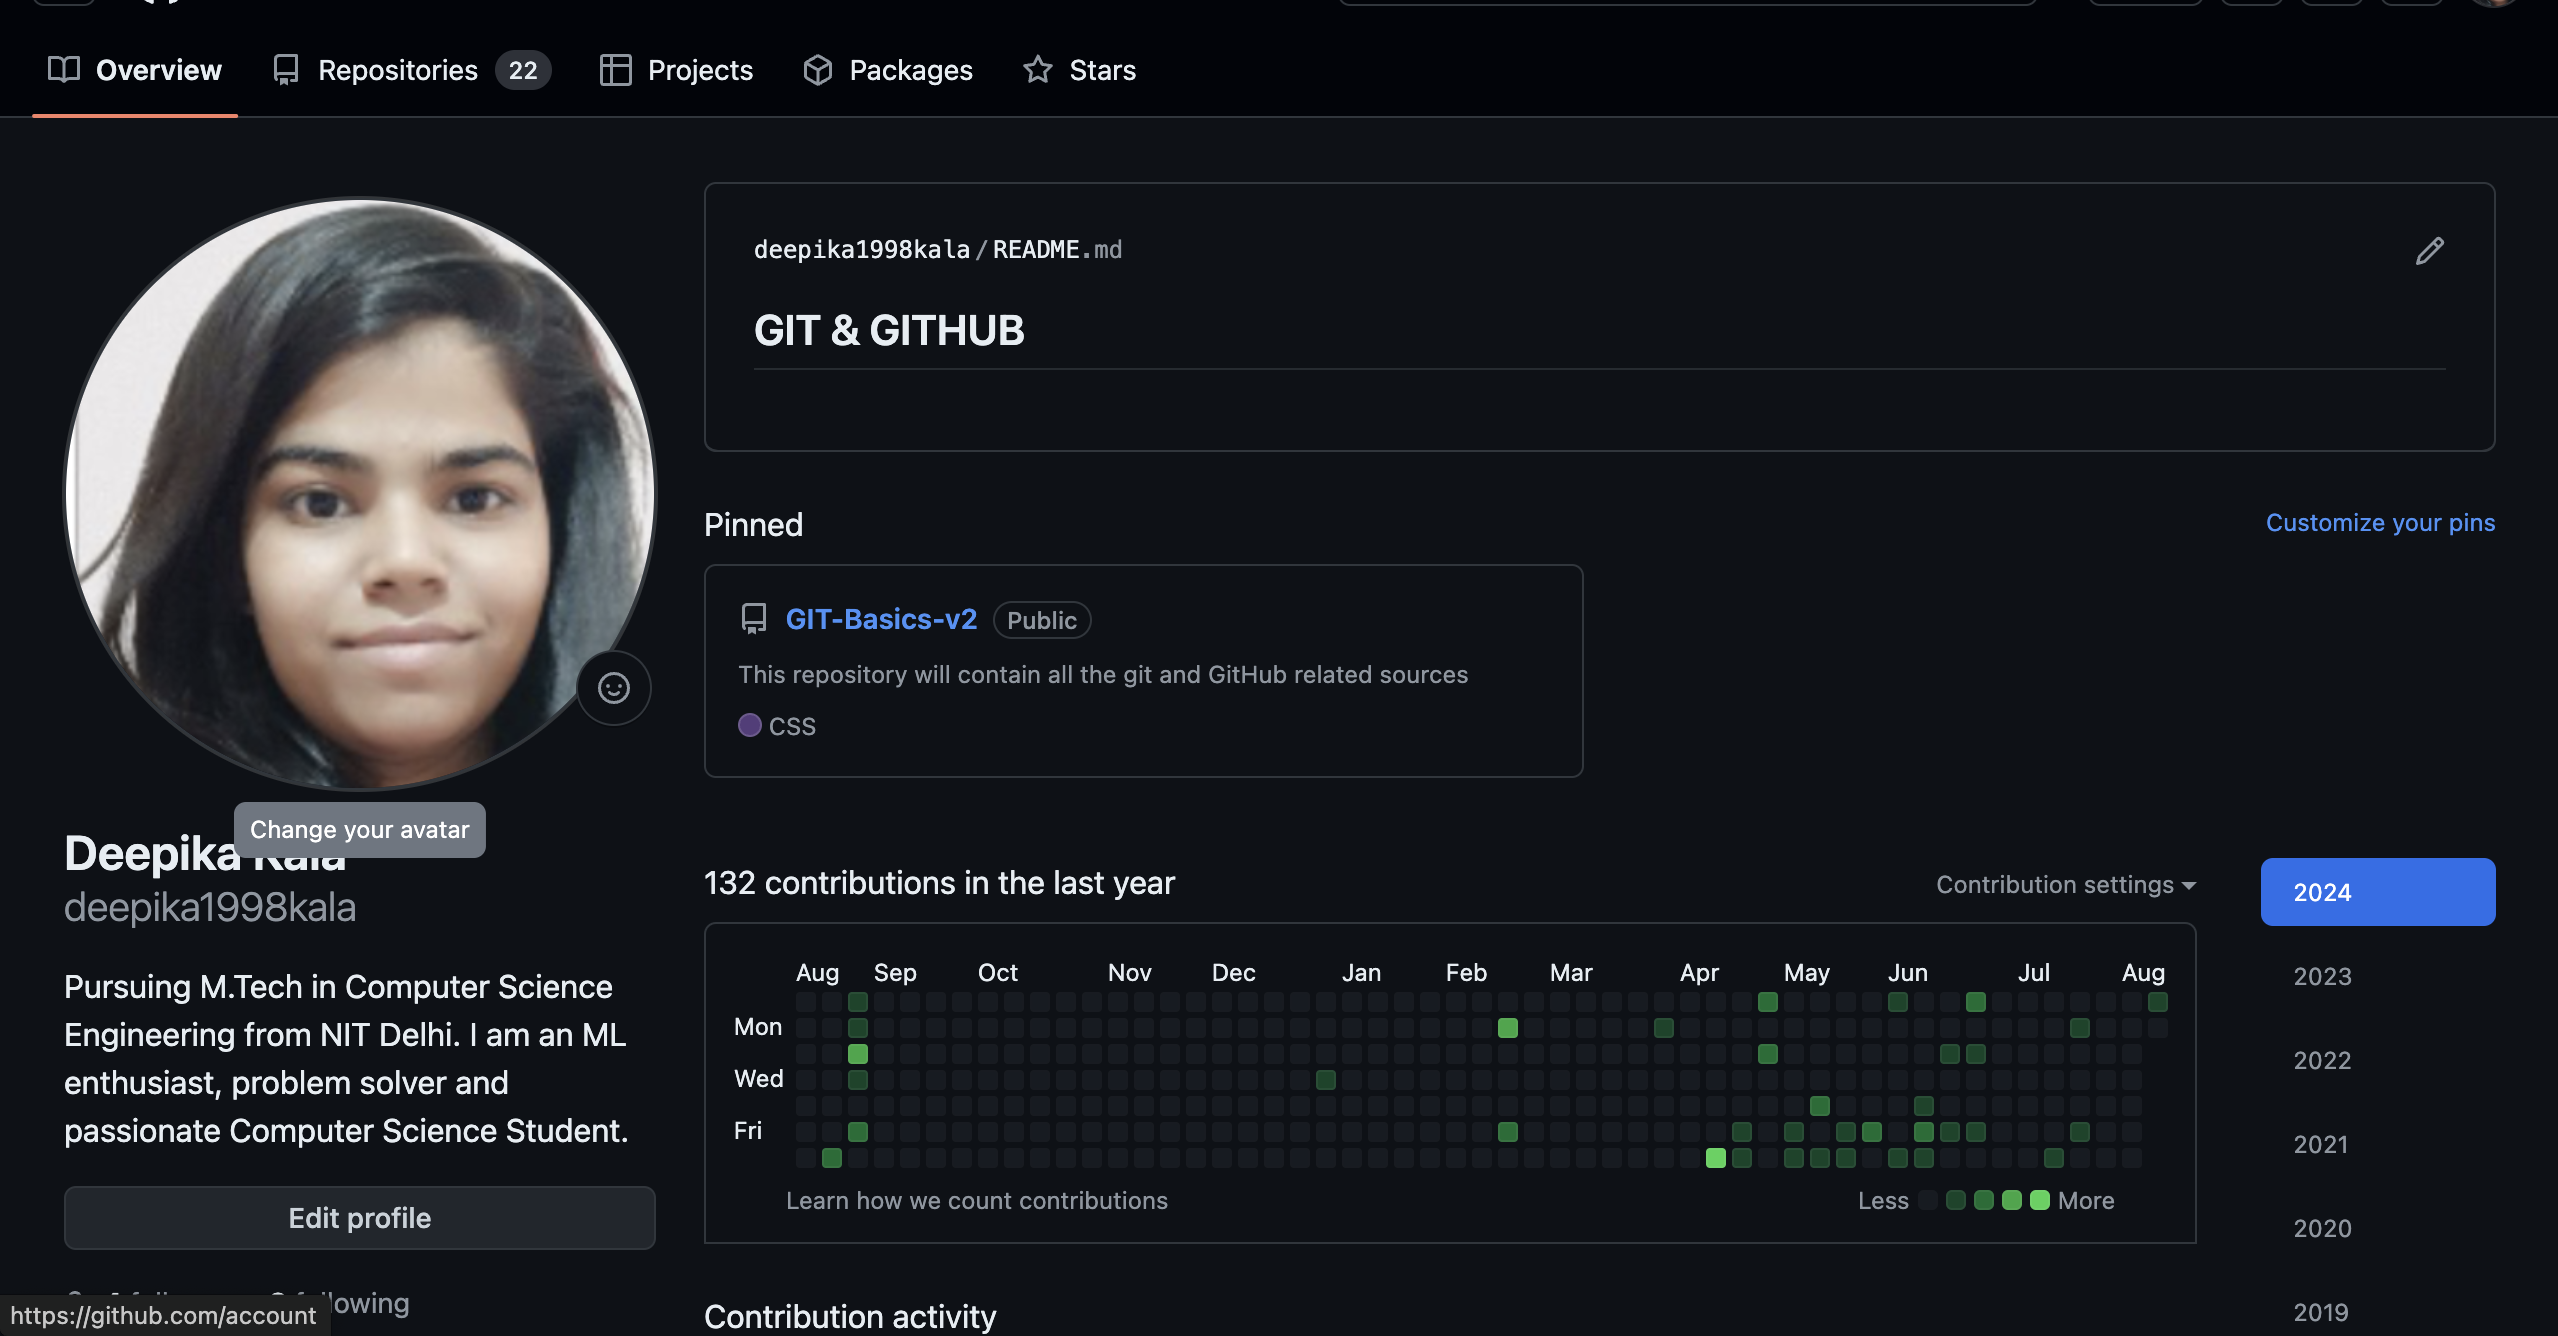 Overview
Repositories 22
Projects
Packages
Stars
deepika1998kala/README.md
GIT & GITHUB
Pinned
Customize your pins
GIT-Basics-v2 Public
This repository will contain all the git and GitHub related sources
CSS
Change your avatar
Deepika Kala
deepika1998kala
Pursuing M.Tech in Computer Science
Engineering from NIT Delhi. I am an ML
enthusiast, problem solver and
passionate Computer Science Student.
Edit profile
https://github.com/account
132 contributions in the last year
Contribution settings
Aug Sep Oct Nov Dec Jan Feb Mar Apr May Jun Jul Aug
Mon
Wed
Fri
Learn how we count contributions
Less More
2024
2023
2022
2021
2020
2019
Contribution activity